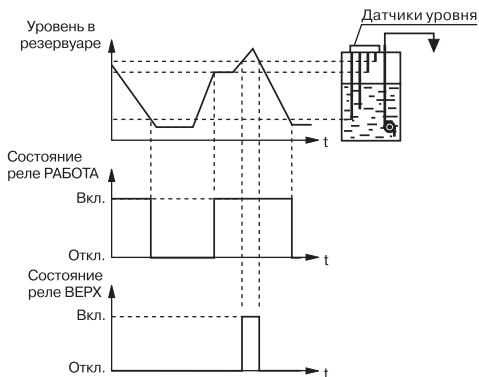 Уровень в
резервуаре
Датчики уровня
t
Состояние
реле РАБОТА
Вкл.
Откл.
t
Состояние
реле ВЕРХ
Вкл.
Откл.
t